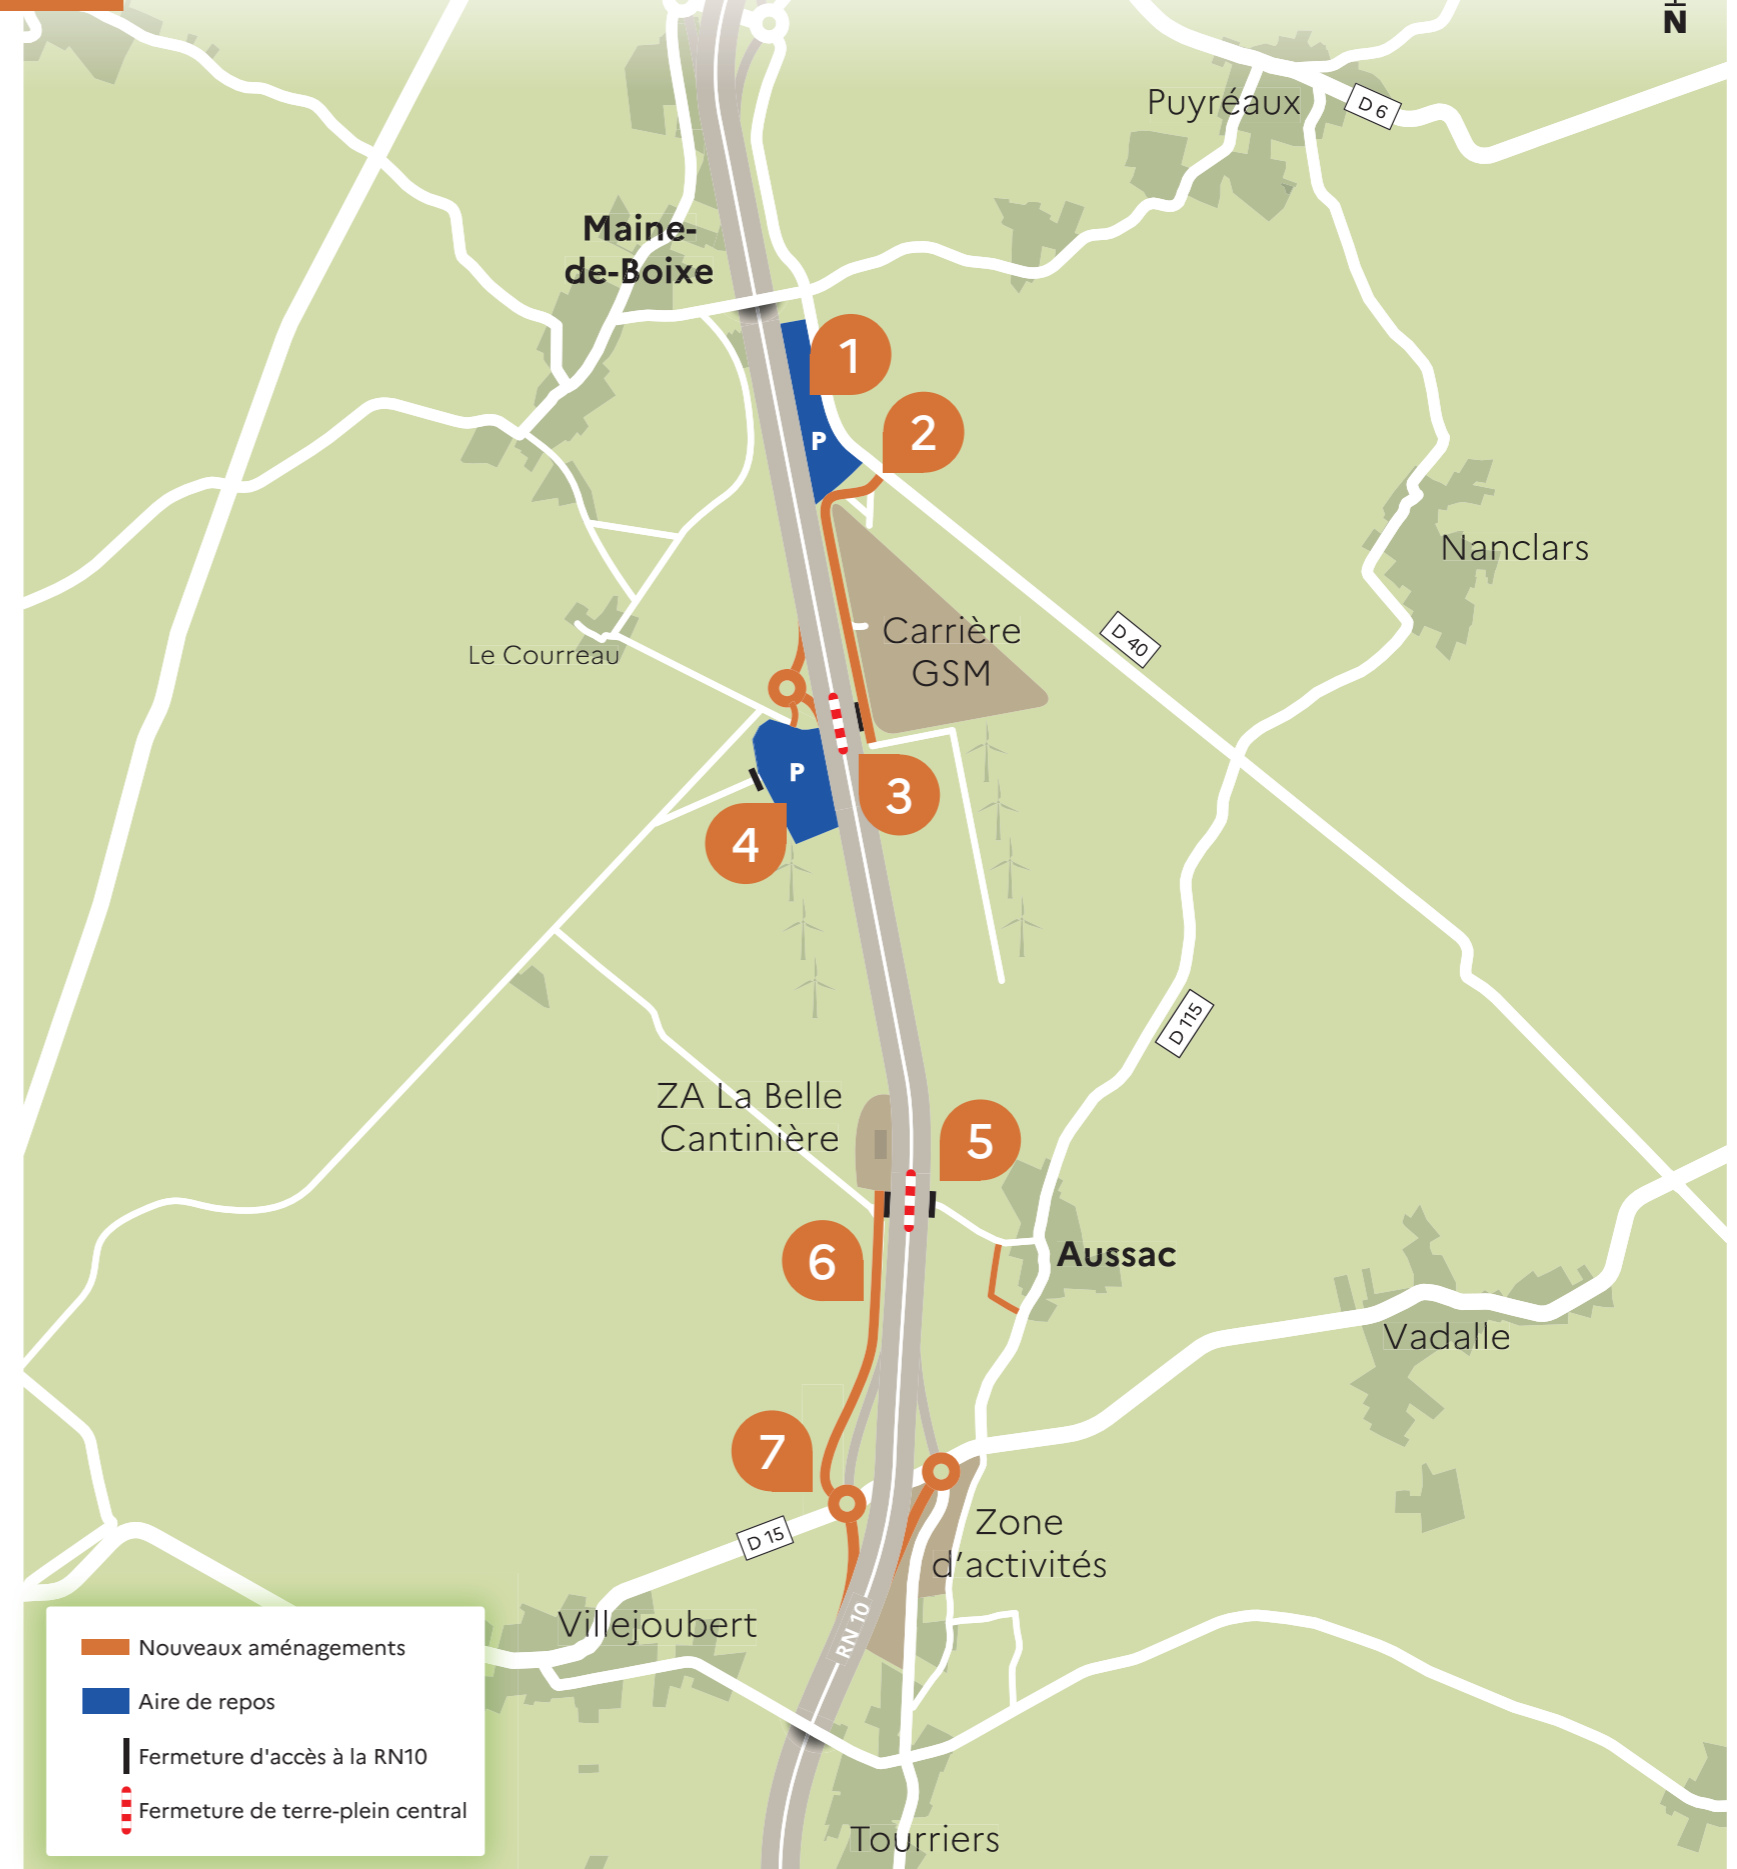 N
Puyréaux
D 6
Maine-
de-Boixe
1
2
P
Nanclars
Carrière
GSM
D 40
Le Courreau
P
3
4
D 115
ZA La Belle
Cantinière
5
Aussac
6
Vadalle
7
D 15
Zone
d'activités
RN 10
Villejoubert
Tourriers
Nouveaux aménagements
Aire de repos
Fermeture d'accès à la RN10
Fermeture de terre-plein central